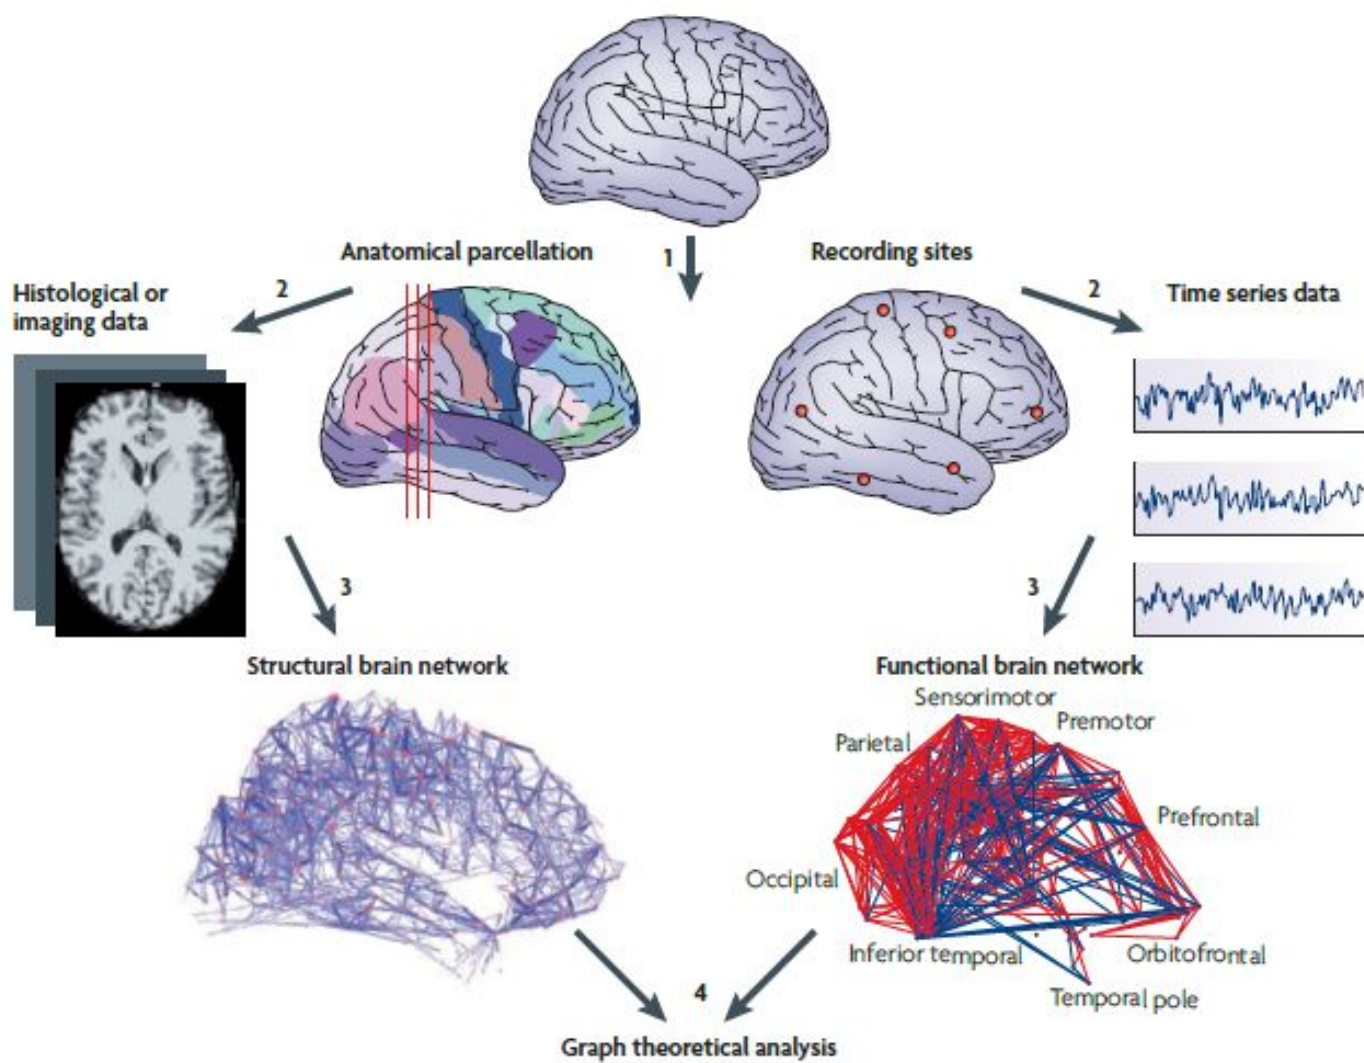 Anatomical parcellation
1
Recording sites
Histological or
imaging data
2
2
Time series data
3
3
Structural brain network
Functional brain network
Sensorimotor
Premotor
Parietal
Prefrontal
Occipital
Inferior temporal
Orbitofrontal
Temporal pole
4
Graph theoretical analysis